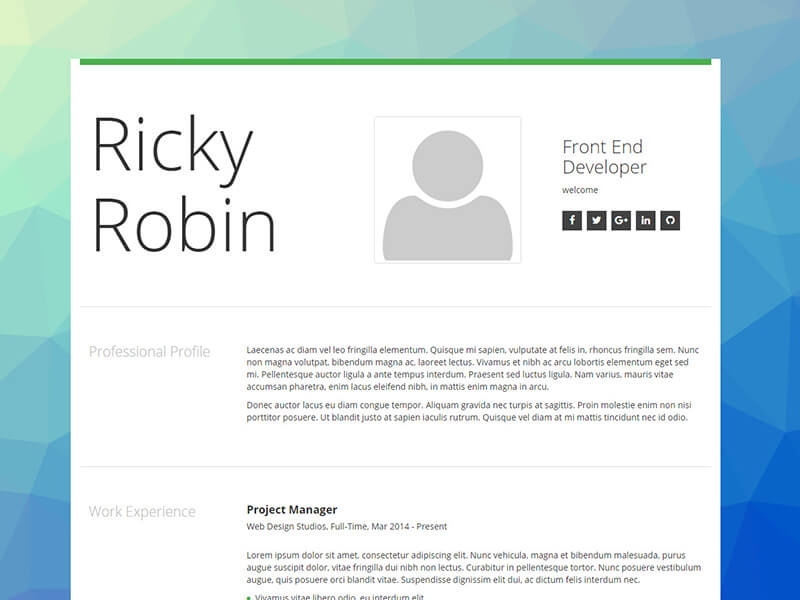 Ricky
Robin
Front End
Developer
welcome
f G+ in
Professional Profile
Laecenas ac diam vel leo fringilla elementum. Quisque mi sapien, vulputate at felis in, rhoncus fringilla sem. Nunc
non magna volutpat, bibendum magna ac, laoreet lectus. Vivamus et nibh ac arcu lobortis elementum eget sed
mi. Pellentesque auctor ligula a ante tempus interdum. Praesent sed luctus ligula. Nam varius, mauris vitae
accumsan pharetra, enim lacus eleifend nibh, in mattis enim magna in arcu.
Donec auctor lacus eu diam congue tempor. Aliquam gravida nec turpis at sagittis. Proin molestie enim non nisi
porttitor posuere. Ut blandit justo at sapien iaculis rutrum. Quisque vel diam at mi mattis tincidunt nec id odio.
Work Experience
Project Manager
Web Design Studios, Full-Time, Mar 2014 - Present
Lorem ipsum dolor sit amet, consectetur adipiscing elit. Nunc vehicula, magna et bibendum malesuada, purus
augue suscipit dolor, vitae fringilla dui nibh non lectus. Curabitur in pellentesque tortor. Nunc posuere vestibulum
augue, quis posuere orci blandit vitae. Suspendisse dignissim elit dui, ac dictum felis interdum nec.
Vivamus vitae libero odio, eu interdum elit.